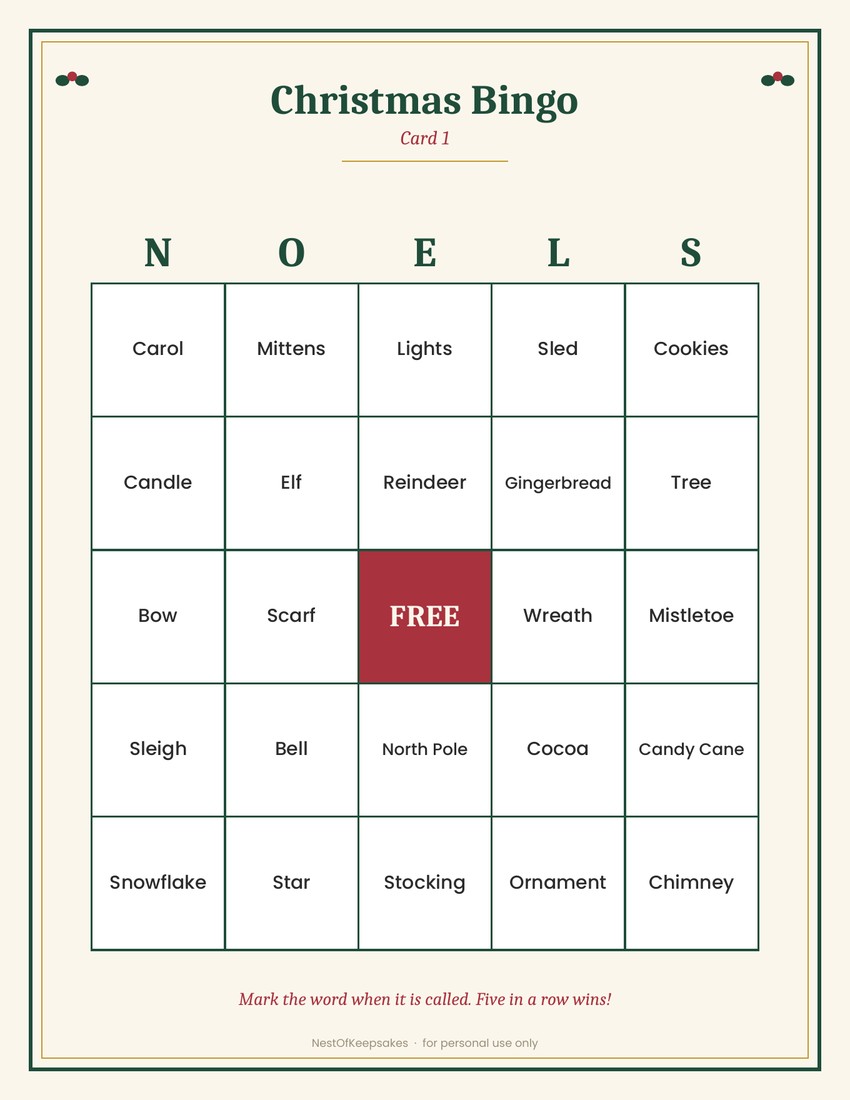 Christmas Bingo
Card 1
N O E L S
Carol Mittens Lights Sled Cookies
Candle Elf Reindeer Gingerbread Tree
Bow Scarf FREE Wreath Mistletoe
Sleigh Bell North Pole Cocoa Candy Cane
Snowflake Star Stocking Ornament Chimney
Mark the word when it is called. Five in a row wins!
NestOfKeepsakes · for personal use only